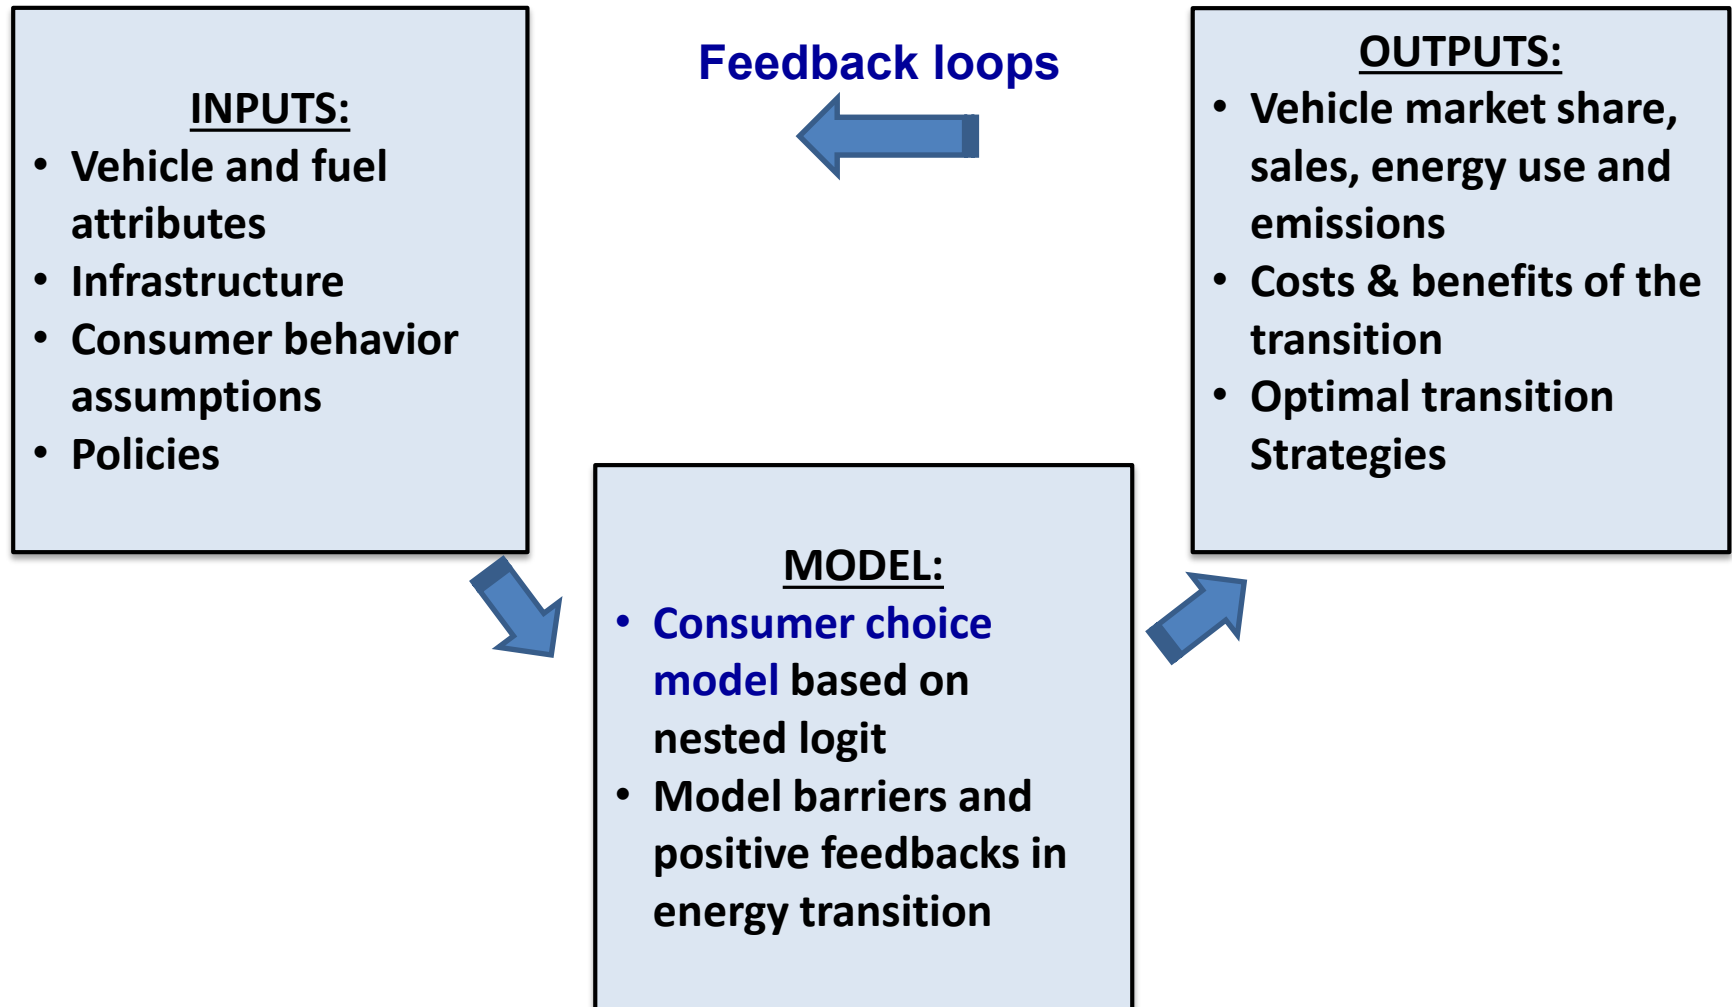 INPUTS:
• Vehicle and fuel
attributes
• Infrastructure
• Consumer behavior
assumptions
• Policies
Feedback loops
MODEL:
• Consumer choice
model based on
nested logit
• Model barriers and
positive feedbacks in
energy transition
OUTPUTS:
• Vehicle market share,
sales, energy use and
emissions
• Costs & benefits of the
transition
• Optimal transition
Strategies